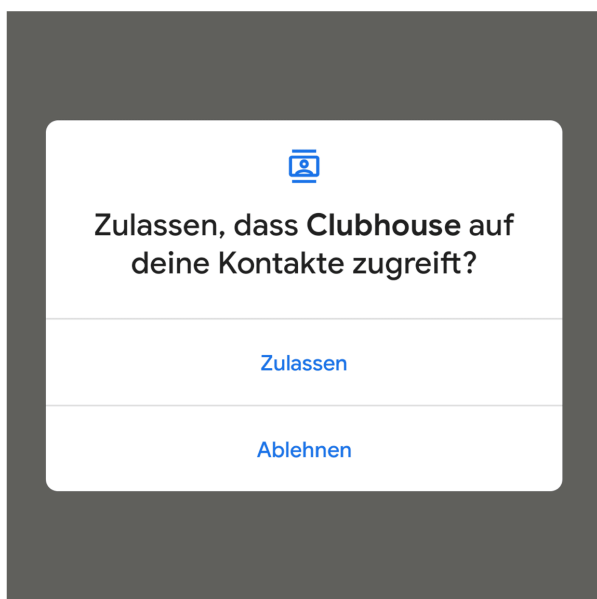 Zulassen, dass Clubhouse auf
deine Kontakte zugreift?
Zulassen
Ablehnen